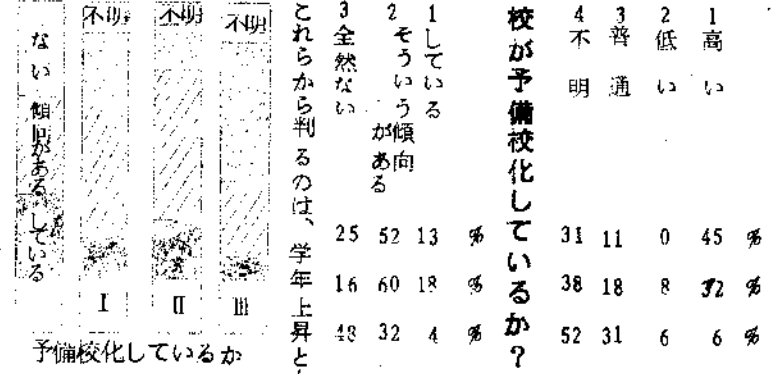 1 高い 45 32 6 %
2 低い 0 8 6
3 普通 11 18 31
4 不明 31 38 52
校が予備校化しているか?
% % %
1 している 13 18 4
2 そういう傾向がある 52 60 32
3 全然ない 25 16 48
これらから判るのは、学年上昇と
不明
不明
不明
ない
傾向がある
している
I
II
III
予備校化しているか